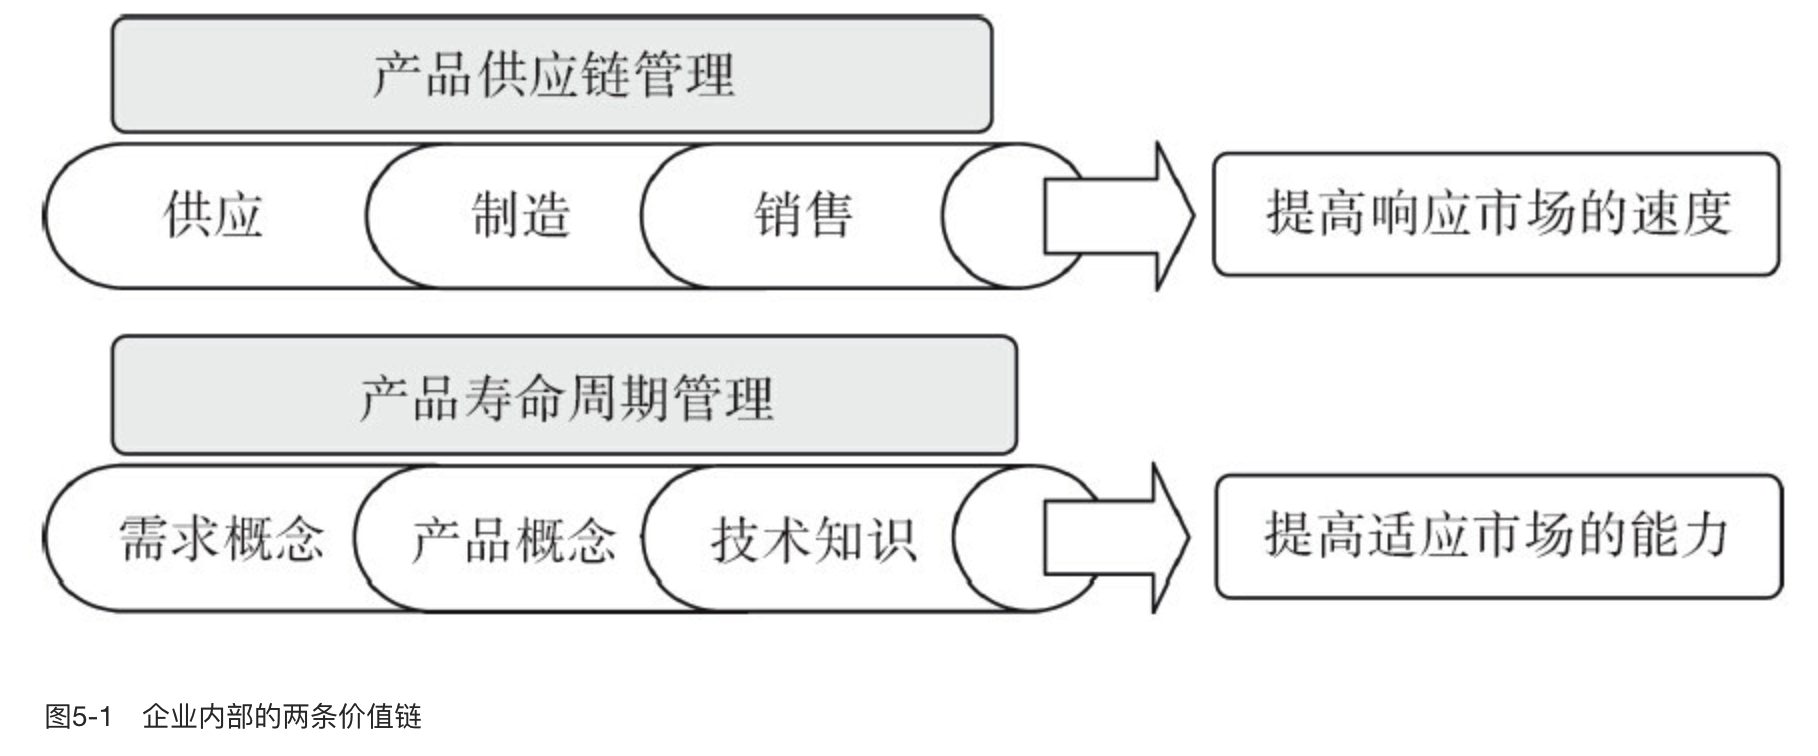 产品供应链管理
供应 制造 销售 提高响应市场的速度
产品寿命周期管理
需求概念 产品概念 技术知识 提高适应市场的能力
图5-1 企业内部的两条价值链